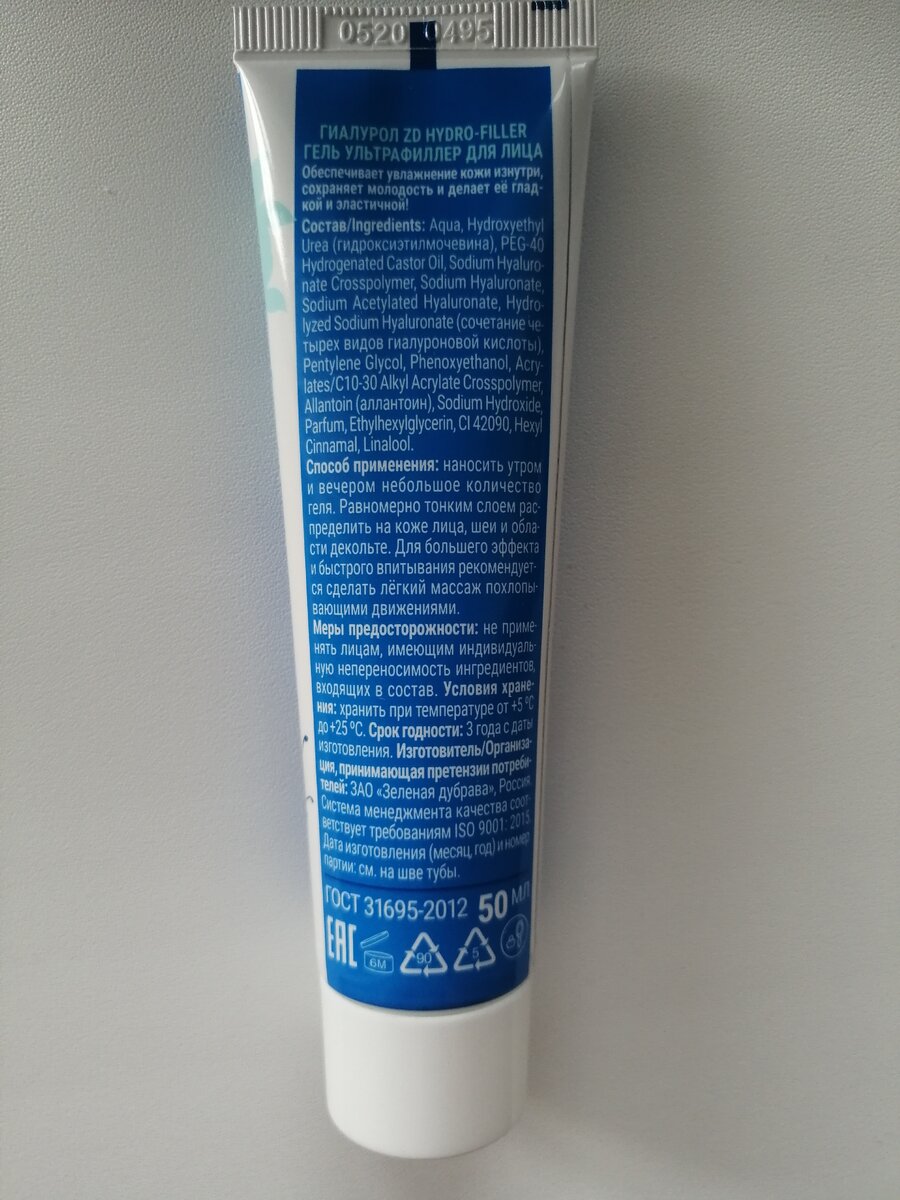 0520 0495
ГИАЛУРОЛ ZD HYDRO-FILLER
ГЕЛЬ УЛЬТРАФИЛЛЕР ДЛЯ ЛИЦА
Обеспечивает увлажнение кожи изнутри,
сохраняет молодость и делает её глад-
кой и эластичной!
Состав/Ingredients: Aqua, Hydroxyethyl
Urea (гидроксиэтилмочевина), PEG-40
Hydrogenated Castor Oil, Sodium Hyaluro-
nate Crosspolymer, Sodium Hyaluronate,
Sodium Acetylated Hyaluronate, Hydro-
lyzed Sodium Hyaluronate (сочетание че-
тырех видов гиалуроновой кислоты),
Pentylene Glycol, Phenoxyethanol, Acry-
lates/C10-30 Alkyl Acrylate Crosspolymer,
Allantoin (аллантоин), Sodium Hydroxide,
Parfum, Ethylhexylglycerin, CI 42090, Hexyl
Cinnamal, Linalool.
Способ применения: наносить утром
и вечером небольшое количество
геля. Равномерно тонким слоем рас-
пределить на коже лица, шеи и обла-
сти декольте. Для большего эффекта
и быстрого впитывания рекомендует-
ся сделать лёгкий массаж похлопы-
вающими движениями.
Меры предосторожности: не приме-
нять лицам, имеющим индивидуаль-
ную непереносимость ингредиентов,
входящих в состав. Условия хране-
ния: хранить при температуре от +5 ºС
до +25 ºС. Срок годности: 3 года с даты
изготовления. Изготовитель/Организа-
ция, принимающая претензии потреби-
телей: ЗАО «Зеленая дубрава», Россия.
Система менеджмента качества соот-
ветствует требованиям ISO 9001: 2015.
Дата изготовления (месяц, год) и номер
партии: см. на шве тубы.
ГОСТ 31695-2012 50 МЛ
EAC 6M 90 5